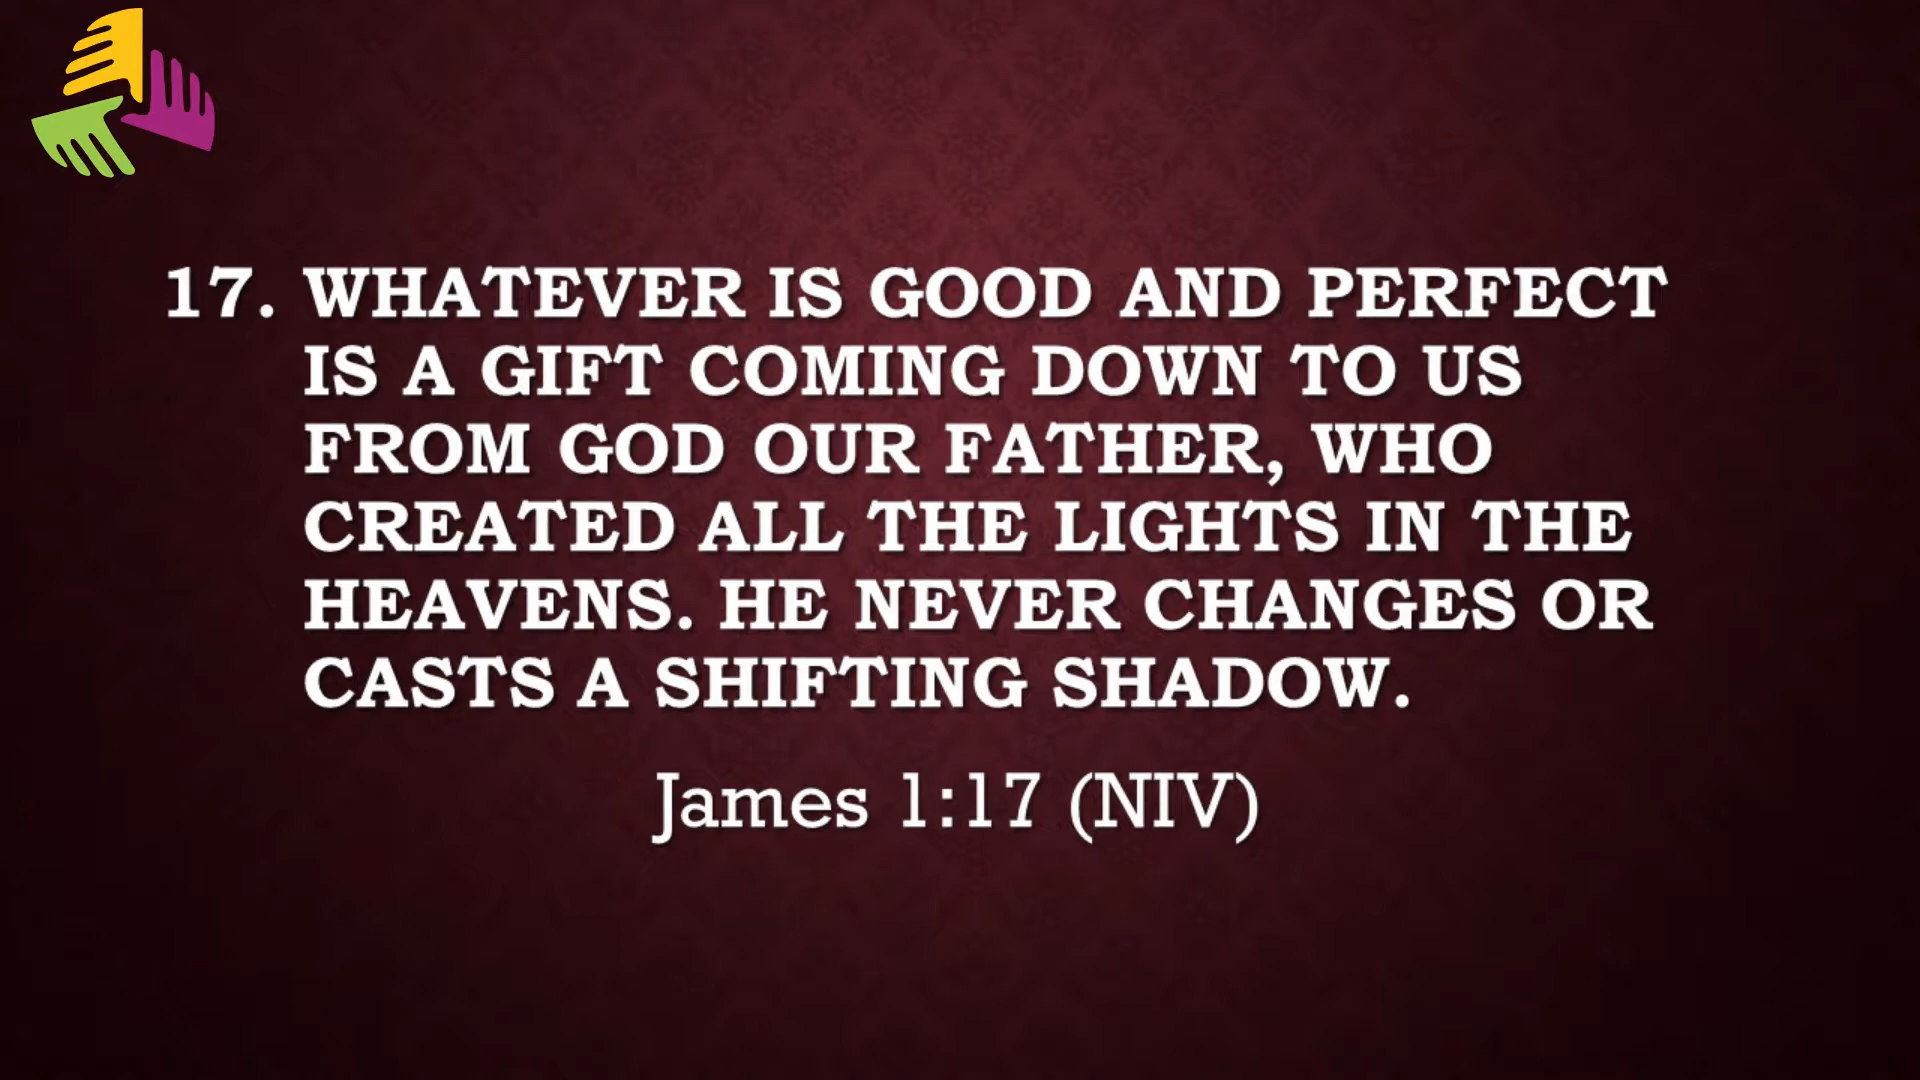 17. WHATEVER IS GOOD AND PERFECT
IS A GIFT COMING DOWN TO US
FROM GOD OUR FATHER, WHO
CREATED ALL THE LIGHTS IN THE
HEAVENS. HE NEVER CHANGES OR
CASTS A SHIFTING SHADOW.
James 1:17 (NIV)